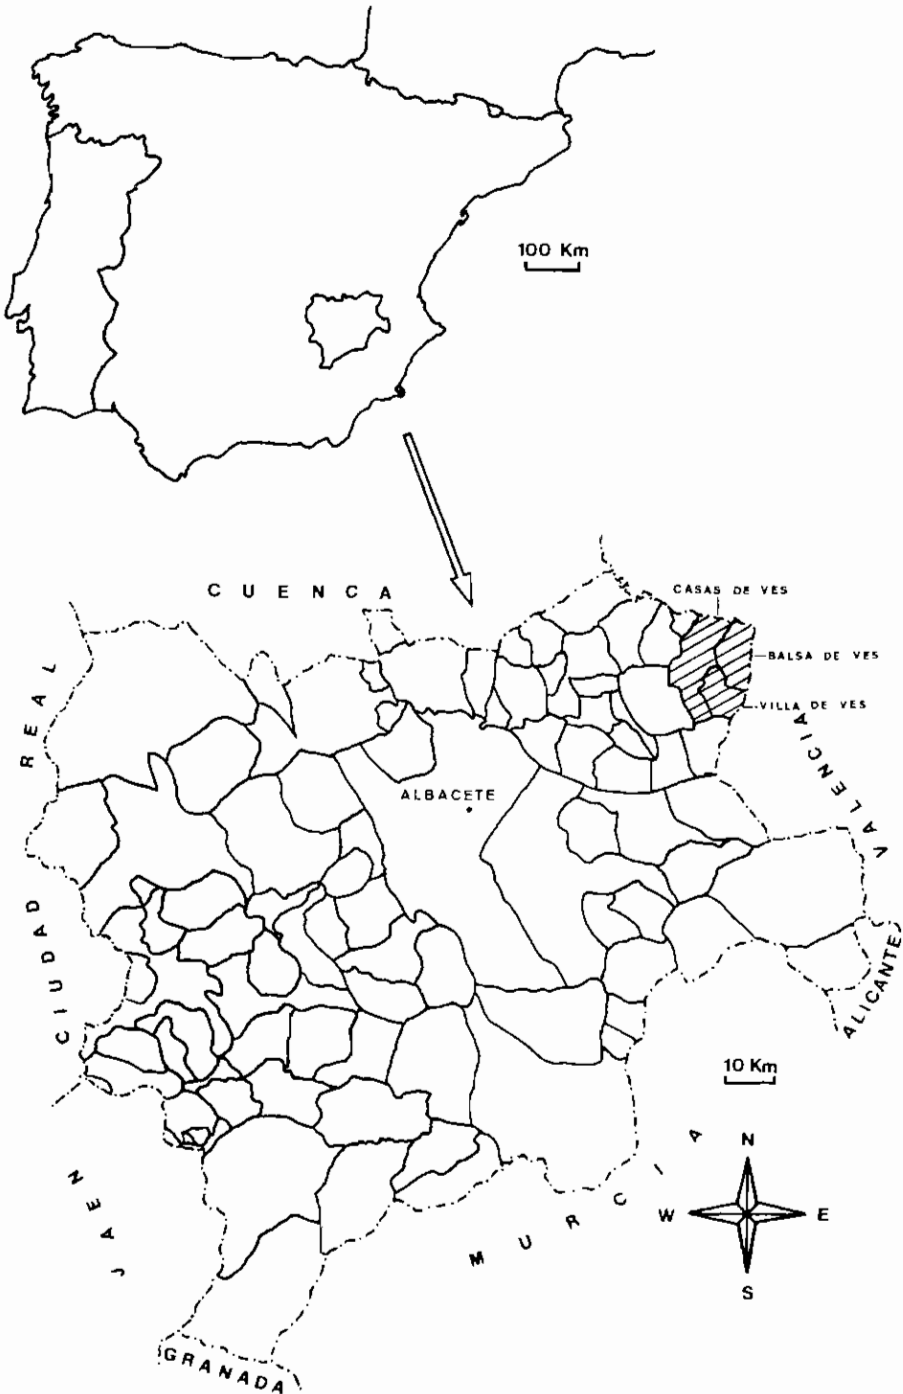 100 Km
CUENCA
CASAS DE VES
BALSA DE VES
VILLA DE VES
CIUDAD REAL
VALENCIA
ALBACETE
ALICANTE
10 Km
N
W
E
S
MURCIA
JAEN
GRANADA